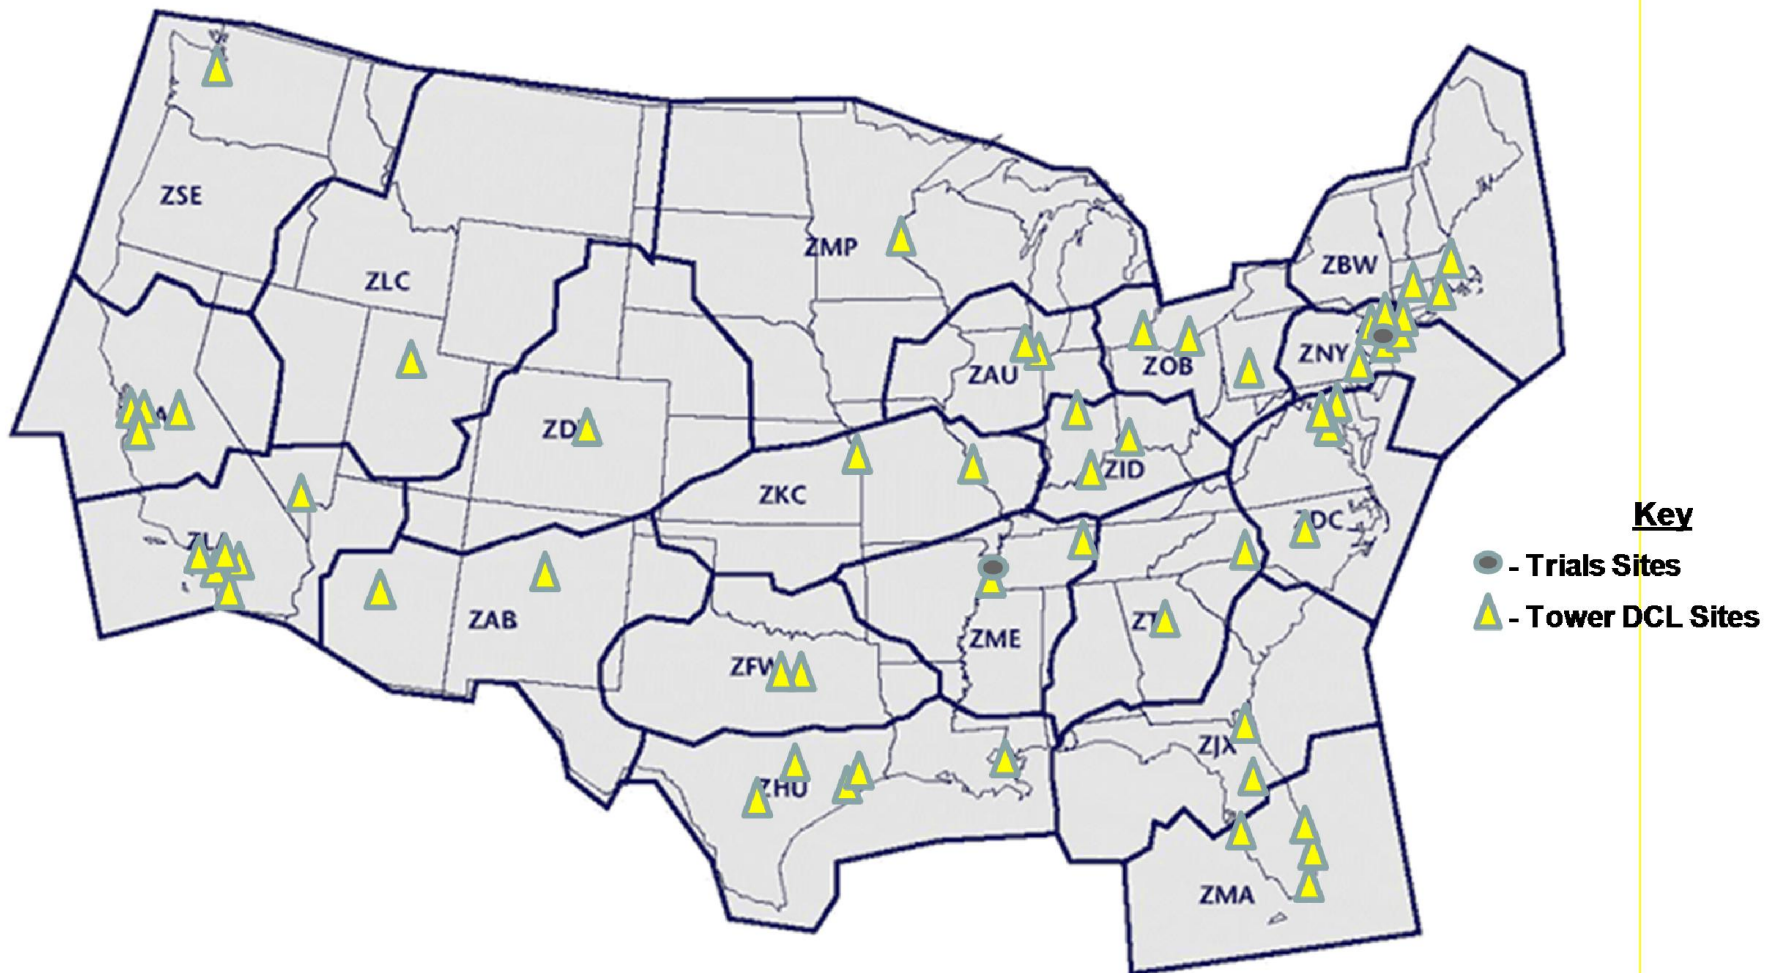 ZSE
ZLC
ZMP
ZBW
ZAU
ZOB
ZNY
ZD
ZKC
ZID
ZAB
ZFW
ZME
ZHU
ZJX
ZMA
Key
- Trials Sites
- Tower DCL Sites